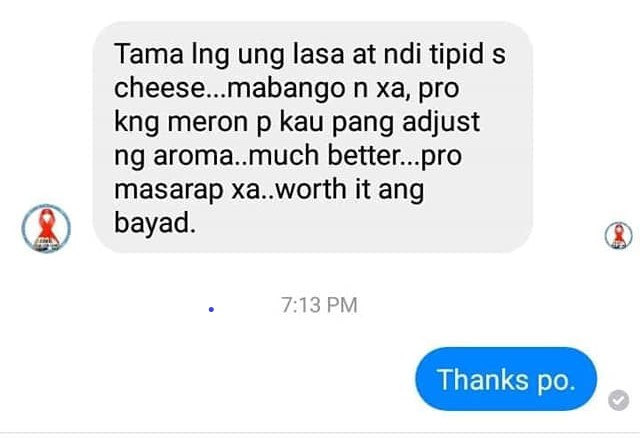 Tama lng ung lasa at ndi tipid s
cheese...mabango n xa, pro
kng meron p kau pang adjust
ng aroma..much better...pro
masarap xa..worth it ang
bayad.
7:13 PM
Thanks po.